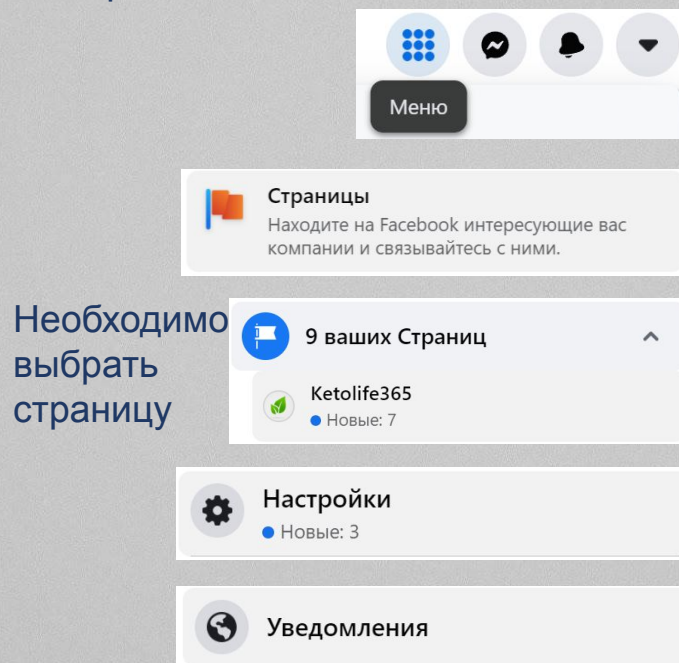 Меню
Страницы
Находите на Facebook интересующие вас
компании и связывайтесь с ними.
Необходимо
выбрать
страницу
9 ваших Страниц
Ketolife365
Новые: 7
Настройки
Новые: 3
Уведомления